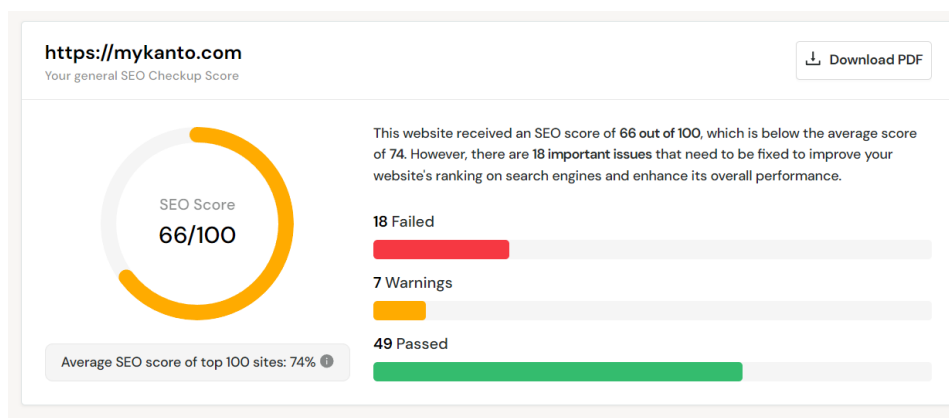 https://mykanto.com
Your general SEO Checkup Score
Download PDF
SEO Score
66/100
Average SEO score of top 100 sites: 74%
This website received an SEO score of 66 out of 100, which is below the average score
of 74. However, there are 18 important issues that need to be fixed to improve your
website's ranking on search engines and enhance its overall performance.
18 Failed
7 Warnings
49 Passed